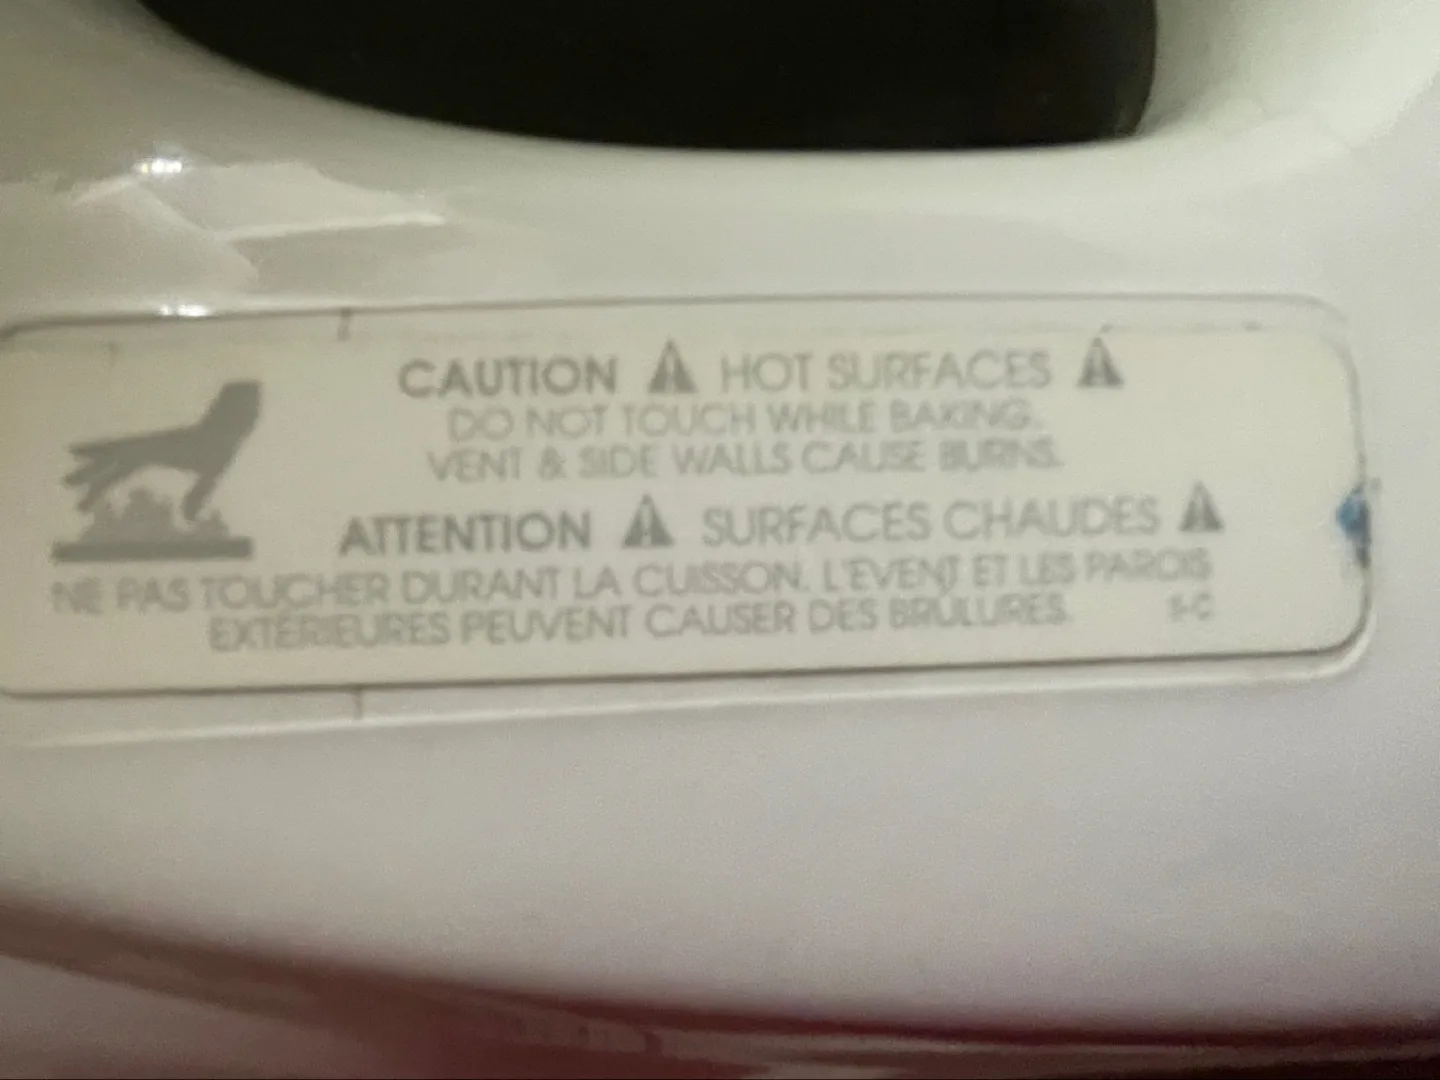 CAUTION ⚠ HOT SURFACES ⚠
DO NOT TOUCH WHILE BAKING.
VENT & SIDE WALLS CAUSE BURNS.
ATTENTION ⚠ SURFACES CHAUDES ⚠
NE PAS TOUCHER DURANT LA CUISSON. L'EVENT ET LES PAROIS
EXTÉRIEURES PEUVENT CAUSER DES BRÛLURES.